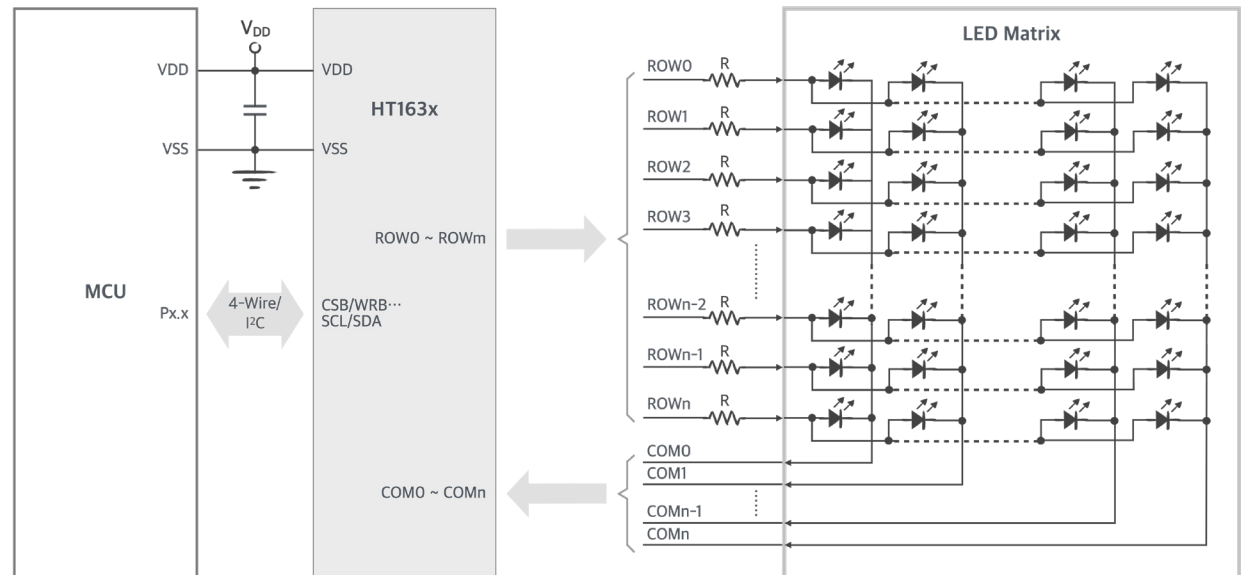 V_DD
VDD
VDD
HT163x
VSS
VSS
ROW0 ~ ROWm
MCU
Px.x
4-Wire/
I²C
CSB/WRB···
SCL/SDA
COM0 ~ COMn
LED Matrix
ROW0
R
ROW1
R
ROW2
R
ROW3
R
ROWn-2
R
ROWn-1
R
ROWn
R
COM0
COM1
COMn-1
COMn